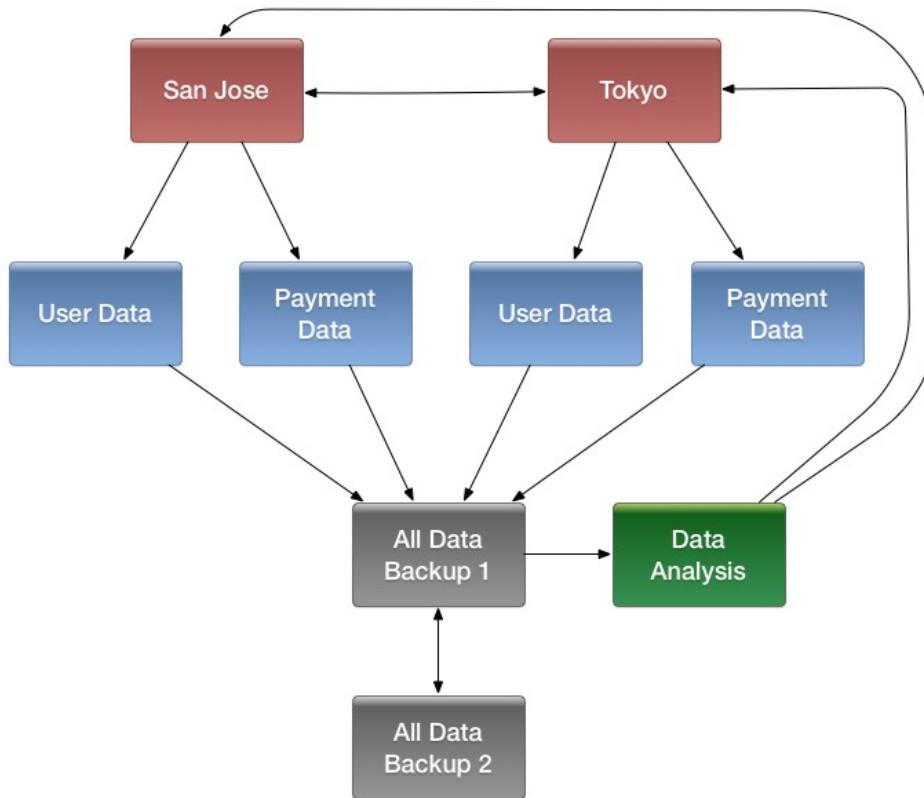 San Jose
Tokyo
User Data
Payment
Data
User Data
Payment
Data
All Data
Backup 1
Data
Analysis
All Data
Backup 2